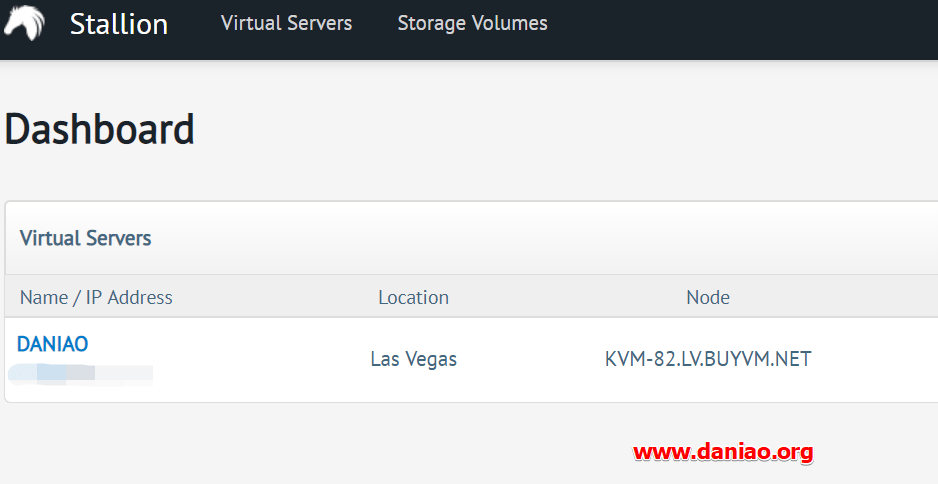 Stallion Virtual Servers Storage Volumes
Dashboard
Virtual Servers
Name / IP Address Location Node
DANIAO
Las Vegas KVM-82.LV.BUYVM.NET
www.daniao.org